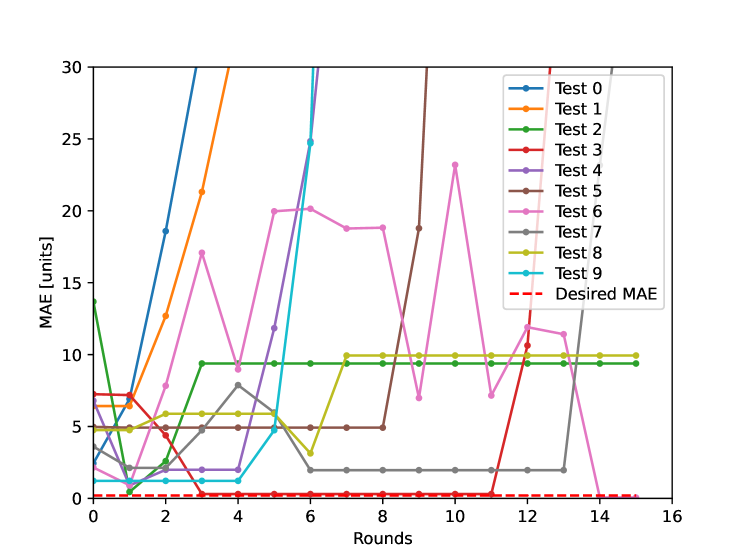 30
25
20
15
10
5
0
MAE [units]
0 2 4 6 8 10 12 14 16
Rounds
Test 0
Test 1
Test 2
Test 3
Test 4
Test 5
Test 6
Test 7
Test 8
Test 9
Desired MAE